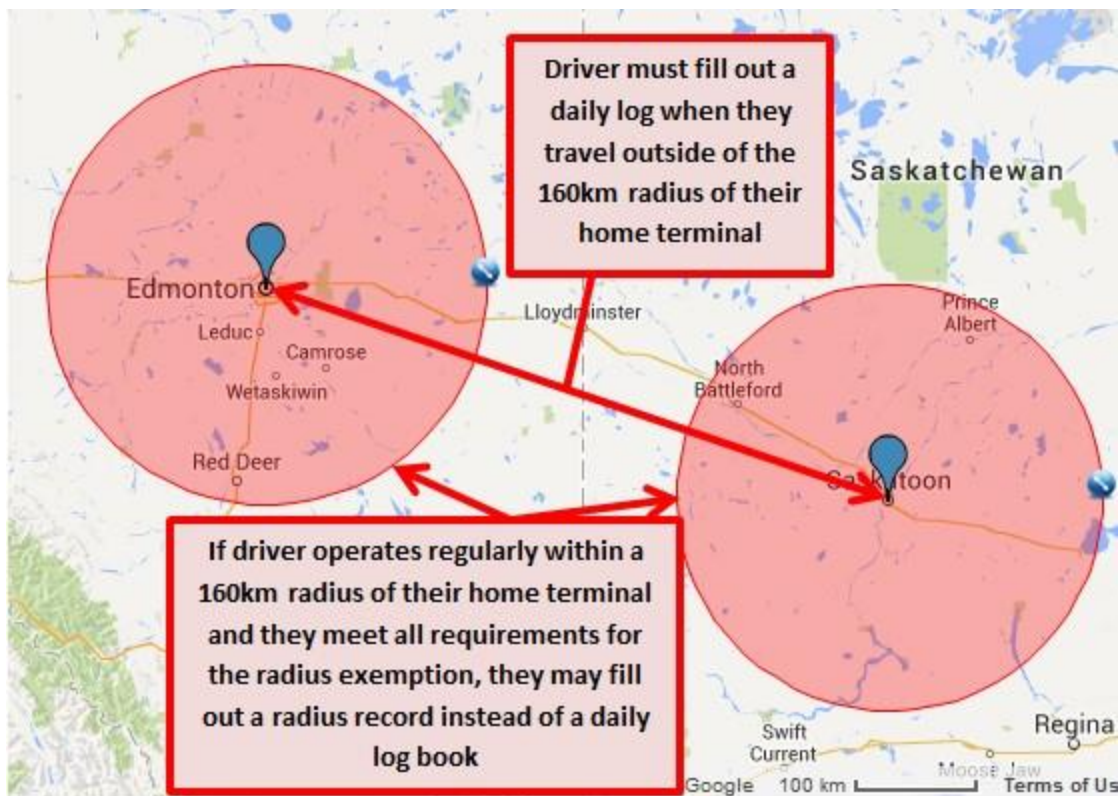 Driver must fill out a
daily log when they
travel outside of the
160km radius of their
home terminal
Saskatchewan
Edmonton
Leduc
Camrose
Wetaskiwin
Red Deer
Lloydminster
North
Battleford
Prince
Albert
Saskatoon
If driver operates regularly within a
160km radius of their home terminal
and they meet all requirements for
the radius exemption, they may fill
out a radius record instead of a daily
log book
Swift
Current
Regina
Moose Jaw
Google
100 km
Terms of Us